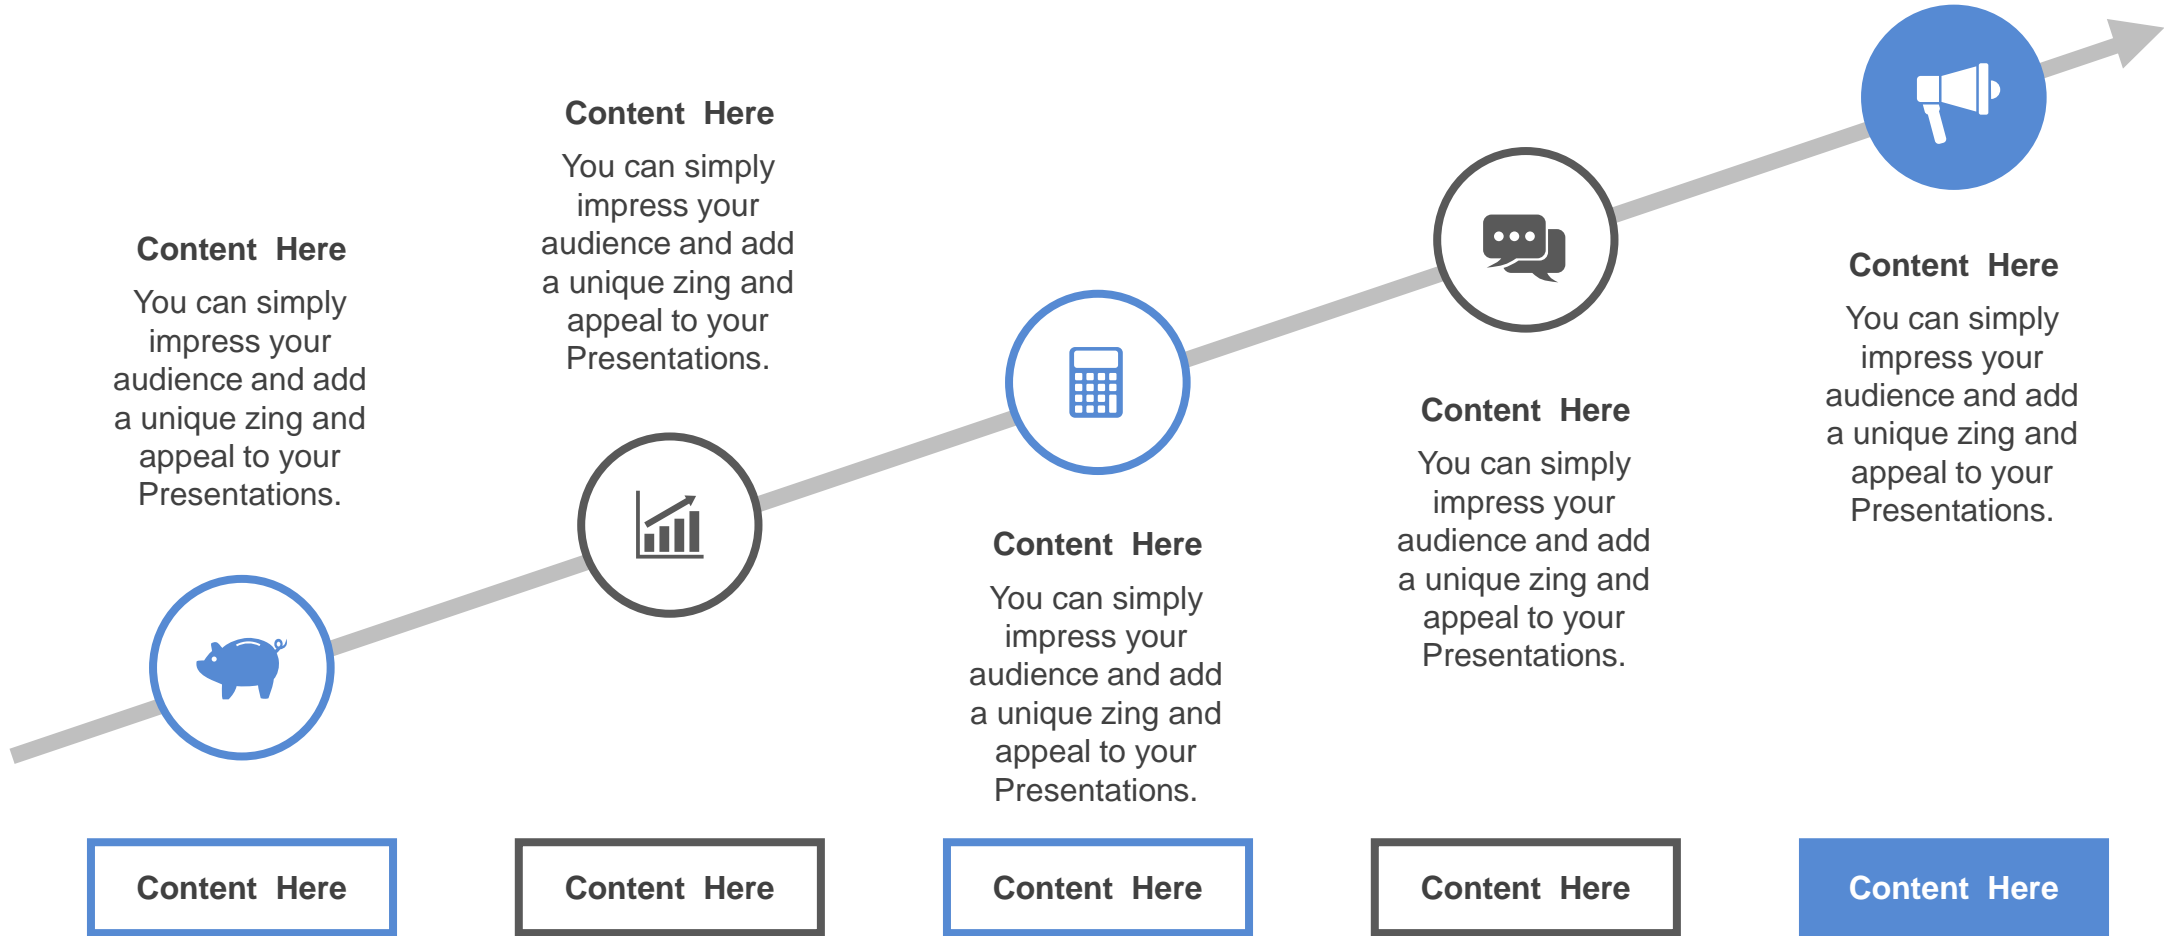 Content Here
You can simply
impress your
audience and add
a unique zing and
appeal to your
Presentations.
Content Here
You can simply
impress your
audience and add
a unique zing and
appeal to your
Presentations.
Content Here
You can simply
impress your
audience and add
a unique zing and
appeal to your
Presentations.
Content Here
You can simply
impress your
audience and add
a unique zing and
appeal to your
Presentations.
Content Here
You can simply
impress your
audience and add
a unique zing and
appeal to your
Presentations.
Content Here
Content Here
Content Here
Content Here
Content Here